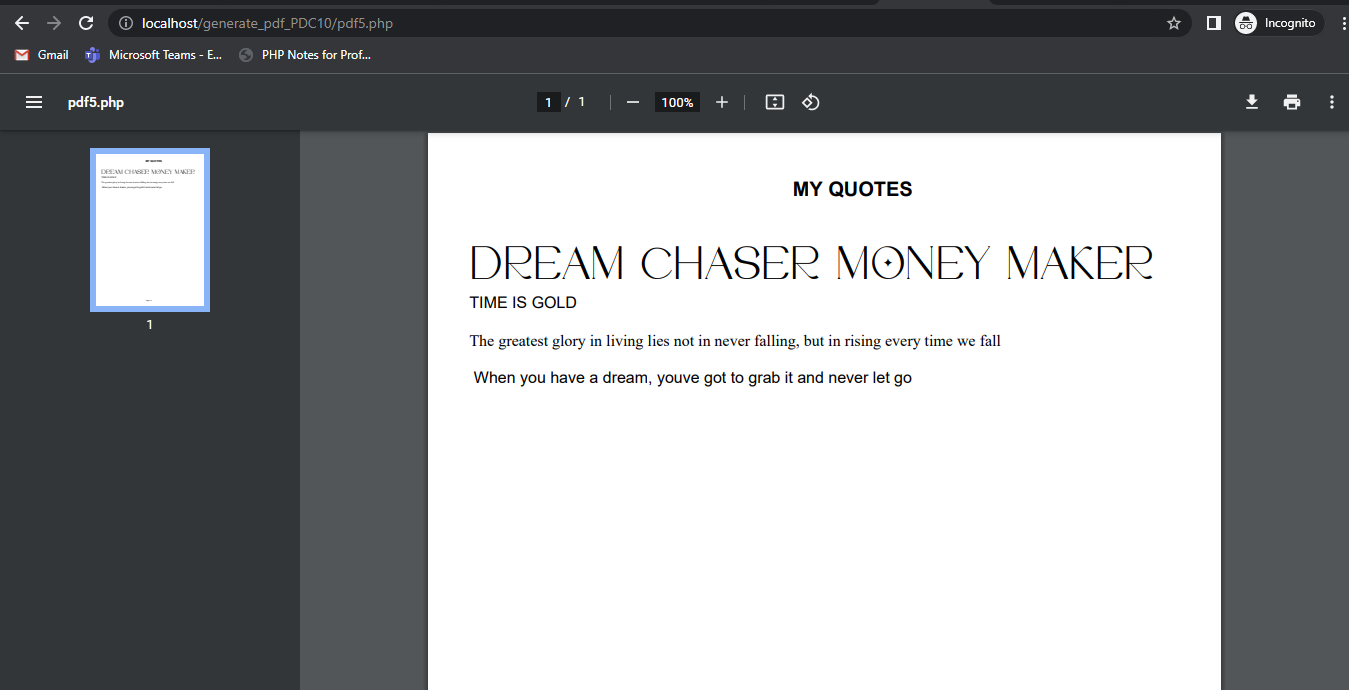 localhost/generate_pdf_PDC10/pdf5.php
Incognito
Gmail
Microsoft Teams - E...
PHP Notes for Prof...
pdf5.php
1 / 1
100%
MY QUOTES
DREAM CHASER MONEY MAKER
TIME IS GOLD
The greatest glory in living lies not in never falling, but in rising every time we fall
When you have a dream, youve got to grab it and never let go
1